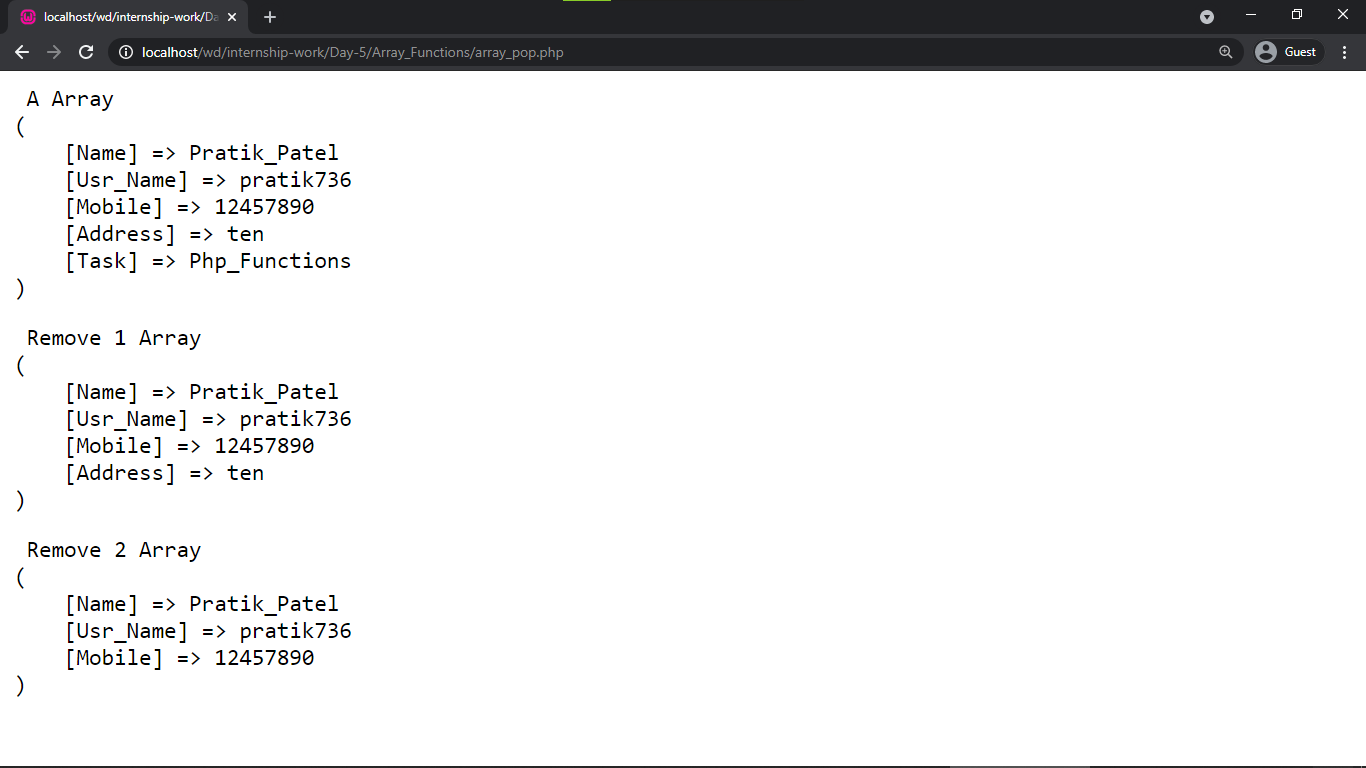 localhost/wd/internship-work/Da
localhost/wd/internship-work/Day-5/Array_Functions/array_pop.php
Guest
A Array
(
    [Name] => Pratik_Patel
    [Usr_Name] => pratik736
    [Mobile] => 12457890
    [Address] => ten
    [Task] => Php_Functions
)
Remove 1 Array
(
    [Name] => Pratik_Patel
    [Usr_Name] => pratik736
    [Mobile] => 12457890
    [Address] => ten
)
Remove 2 Array
(
    [Name] => Pratik_Patel
    [Usr_Name] => pratik736
    [Mobile] => 12457890
)